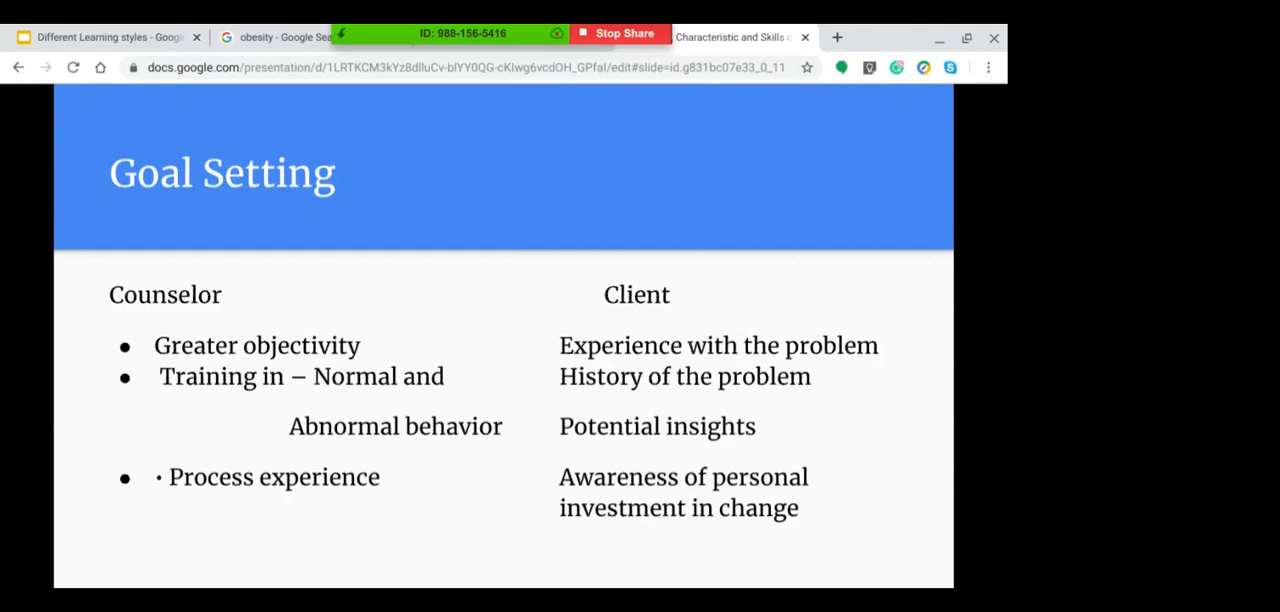 Different Learning styles - Googl
obesity - Google Sea
ID: 988-156-5416
Stop Share
Characteristic and Skills o
docs.google.com/presentation/d/1LRTKCM3kYz8dlluCv-blYY0QG-cKIwg6vcdOH_GPfaI/edit#slide=id.g831bc07e33_0_11
Goal Setting
Counselor
● Greater objectivity
● Training in – Normal and
Abnormal behavior
● · Process experience
Client
Experience with the problem
History of the problem
Potential insights
Awareness of personal
investment in change